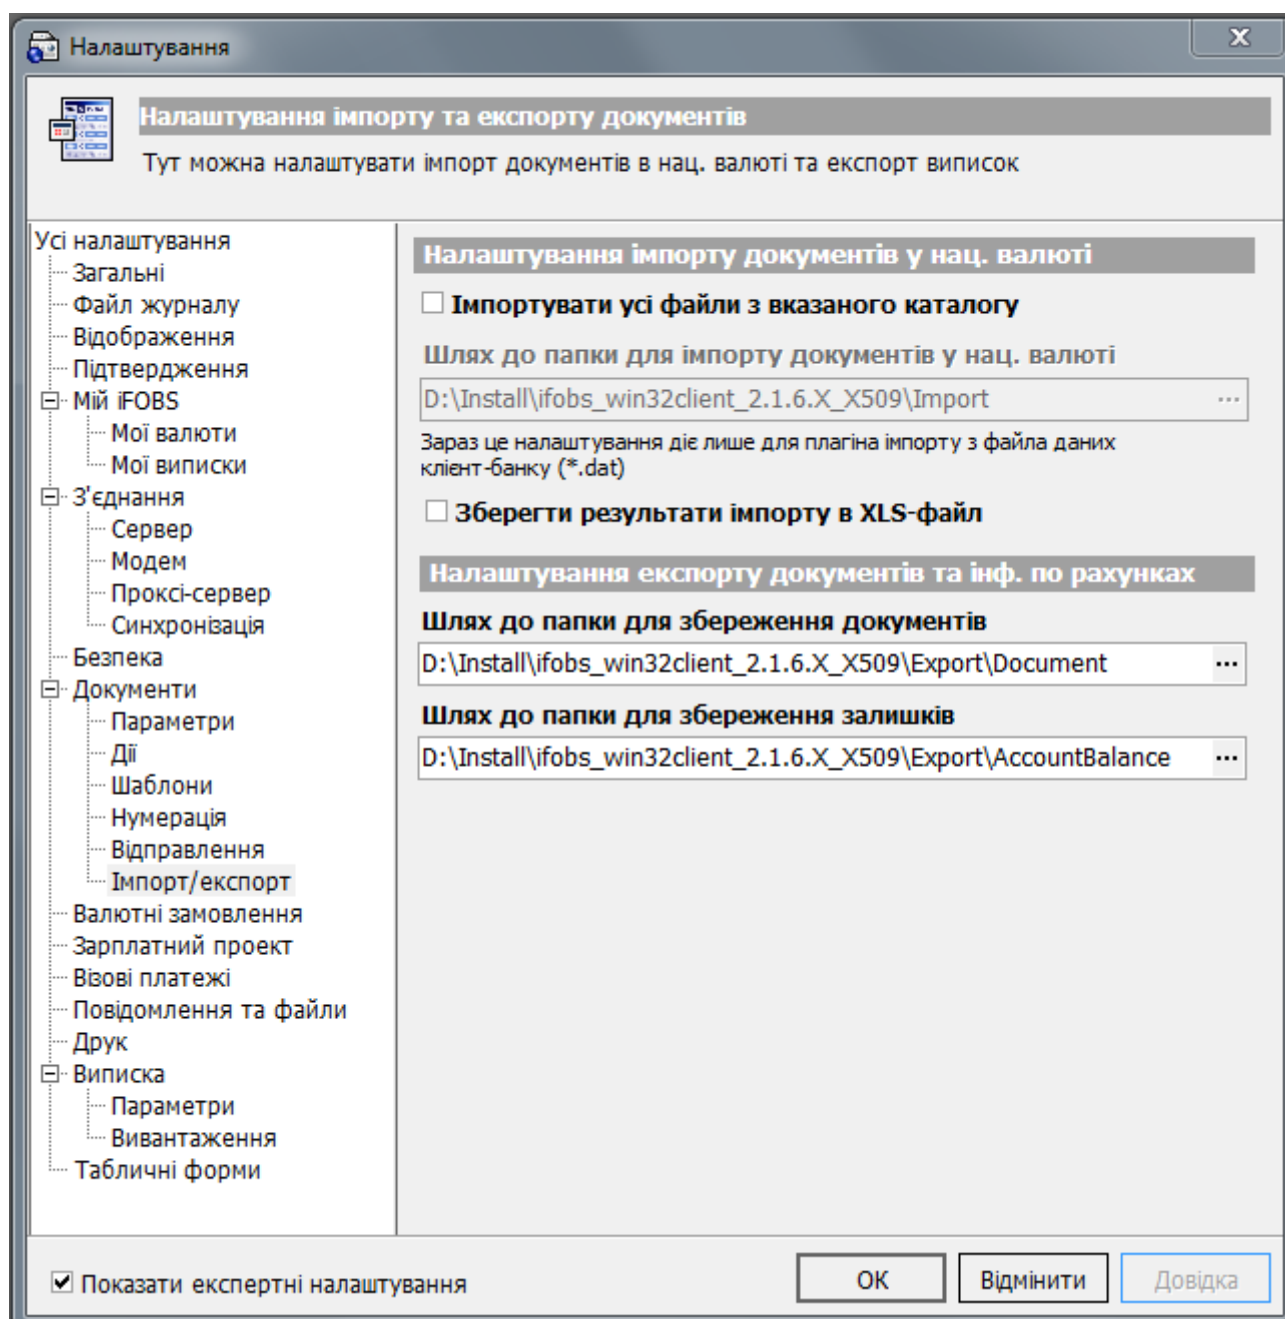 Налаштування
Налаштування імпорту та експорту документів
Тут можна налаштувати імпорт документів в нац. валюті та експорт виписок
Усі налаштування
Загальні
Файл журналу
Відображення
Підтвердження
Мій iFOBS
Мої валюти
Мої виписки
З'єднання
Сервер
Модем
Проксі-сервер
Синхронізація
Безпека
Документи
Параметри
Дії
Шаблони
Нумерація
Відправлення
Імпорт/експорт
Валютні замовлення
Зарплатний проект
Візові платежі
Повідомлення та файли
Друк
Виписка
Параметри
Вивантаження
Табличні форми
Налаштування імпорту документів у нац. валюті
Імпортувати усі файли з вказаного каталогу
Шлях до папки для імпорту документів у нац. валюті
D:\Install\ifobs_win32client_2.1.6.X_X509\Import ...
Зараз це налаштування діє лише для плагіна імпорту з файла даних
клієнт-банку (*.dat)
Зберегти результати імпорту в XLS-файл
Налаштування експорту документів та інф. по рахунках
Шлях до папки для збереження документів
D:\Install\ifobs_win32client_2.1.6.X_X509\Export\Document ...
Шлях до папки для збереження залишків
D:\Install\ifobs_win32client_2.1.6.X_X509\Export\AccountBalance ...
Показати експертні налаштування
ОК
Відмінити
Довідка